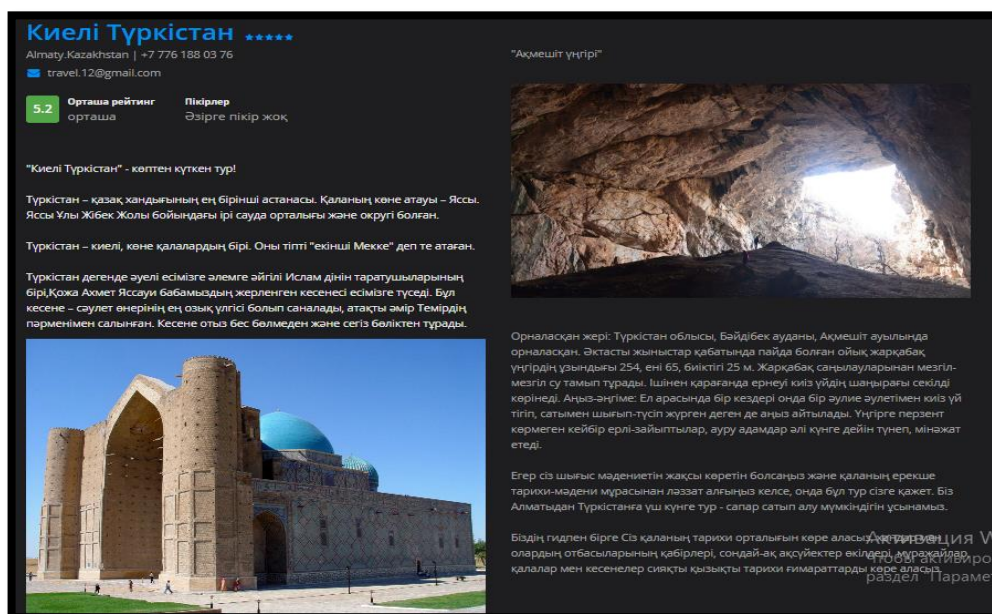 Киелі Түркістан
Almaty.Kazakhstan | +7 776 188 03 76
travel.12@gmail.com
5.2
Орташа рейтинг
орташа
Пікірлер
Әзірге пікір жоқ
"Киелі Түркістан" - көптен күткен тур!
Түркістан – қазақ хандығының ең бірінші астанасы. Қаланың көне атауы – Яссы.
Яссы Ұлы Жібек Жолы бойындағы ірі сауда орталығы және округі болған.
Түркістан – киелі, көне қалалардың бірі. Оны тіпті "екінші Мекке" деп те атаған.
Түркістан дегенде әуелі есімізге әлемге әйгілі Ислам дінін таратушыларының
бірі,Қожа Ахмет Яссауи бабамыздың жерленген кесенесі есімізге түседі. Бұл
кесене – сәулет өнерінің ең озық үлгісі болып саналады, атақты әмір Темірдің
пәрменімен салынған. Кесене отыз бес бөлмеден және сегіз бөліктен тұрады.
"Ақмешіт үңгірі"
Орналасқан жері: Түркістан облысы, Бәйдібек ауданы, Ақмешіт ауылында
орналасқан. Әктасты жыныстар қабатында пайда болған ойық жарқабақ
үңгірдің ұзындығы 254, ені 65, биіктігі 25 м. Жарқабақ саңылауларынан мезгіл-
мезгіл су тамып тұрады. Ішінен қарағанда ернеуі киіз үйдің шаңырағы секілді
көрінеді. Аңыз-әңгіме: Ел арасында бір кездері онда бір әулие әулетімен киіз үй
тігіп, сатымен шығып-түсіп жүрген деген де аңыз айтылады. Үңгірге перзент
көрмеген кейбір ерлі-зайыптылар, ауру адамдар әлі күнге дейін түнеп, мінәжат
етеді.
Егер сіз шығыс мәдениетін жақсы көретін болсаңыз және қаланың ерекше
тарихи-мәдени мұрасынан ләззат алғыңыз келсе, онда бұл тур сізге қажет. Біз
Алматыдан Түркістанға үш күнге тур - сапар сатып алу мүмкіндігін ұсынамыз.
Біздің гидпен бірге Сіз қаланың тарихи орталығын көре аласыз, хандар мен
олардың отбасыларының қабірлері, сондай-ақ ақсүйектер өкілдері, мұражайлар,
қалалар мен кесенелер сияқты қызықты тарихи ғимараттарды көре аласыз.
Активация W
Чтобы активиро
раздел "Парамет